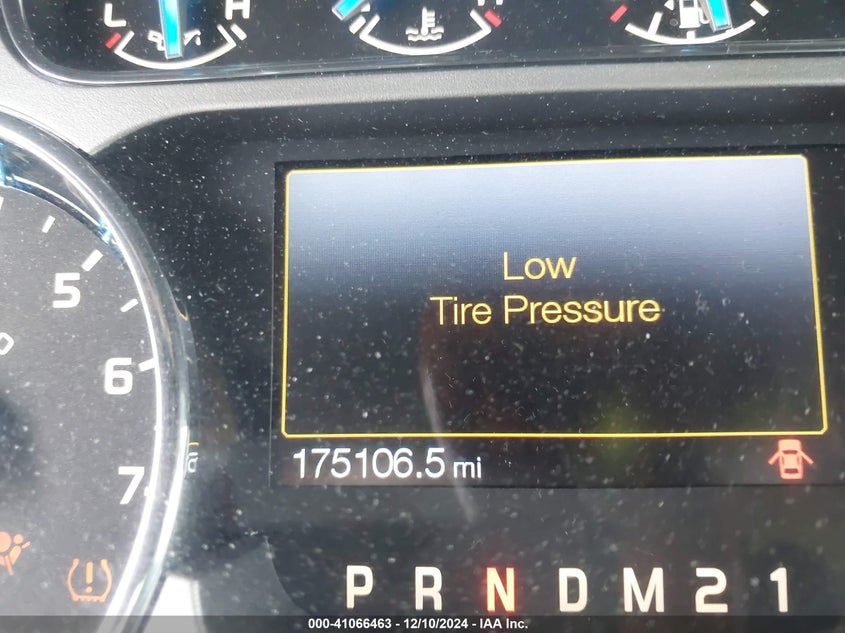 L H H
5
6
7
Low
Tire Pressure
175106.5 mi
P R N D M 2 1
000-41066463 - 12/10/2024 - IAA Inc.